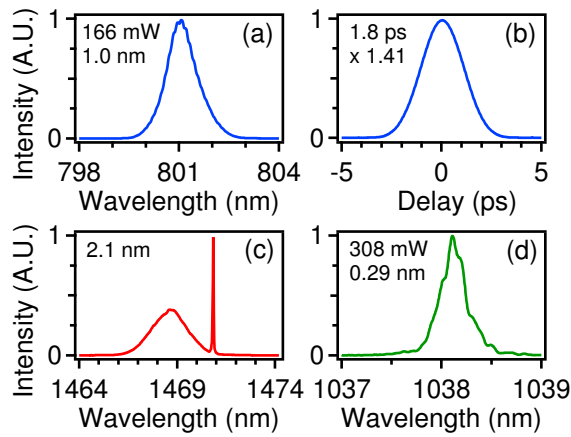 Intensity (A.U.)
1
0
166 mW
1.0 nm
(a)
798 801 804
Wavelength (nm)
1
0
1.8 ps
x 1.41
(b)
-5 0 5
Delay (ps)
Intensity (A.U.)
1
0
2.1 nm
(c)
1464 1469 1474
Wavelength (nm)
1
0
308 mW
0.29 nm
(d)
1037 1038 1039
Wavelength (nm)